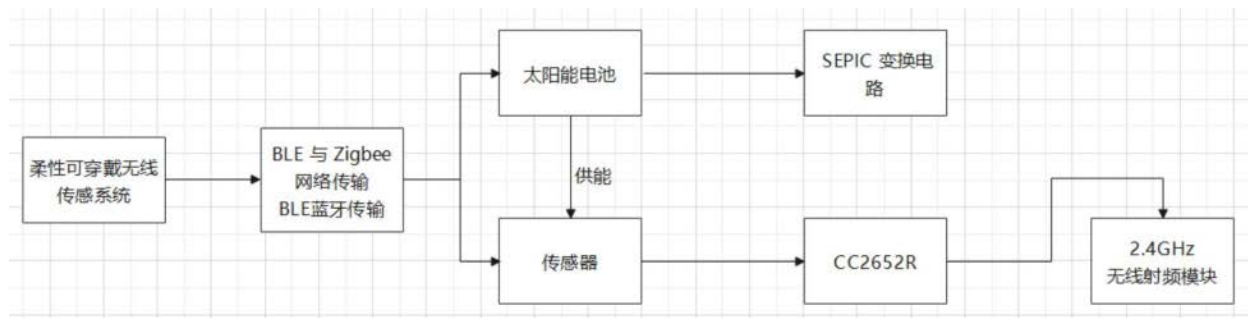 柔性可穿戴无线
传感系统
BLE 与 Zigbee
网络传输
BLE蓝牙传输
太阳能电池
供能
传感器
SEPIC 变换电
路
CC2652R
2.4GHz
无线射频模块